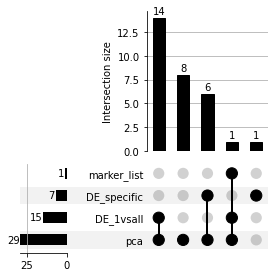 14
12.5
10.0
7.5
5.0
2.5
0.0
Intersection size
8
6
1
1
1 marker_list
7 DE_specific
15 DE_1vsall
29 pca
25 0